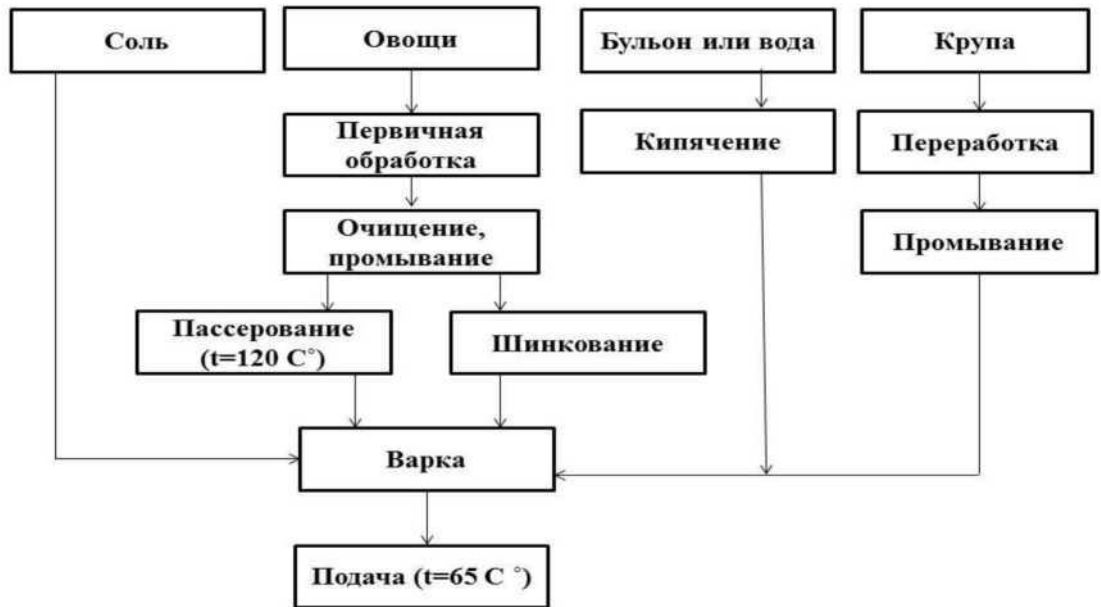 Соль
Овощи
Бульон или вода
Крупа
Первичная
обработка
Кипячение
Переработка
Очищение,
промывание
Промывание
Пассерование
(t=120 С˚)
Шинкование
Варка
Подача (t=65 С ˚)